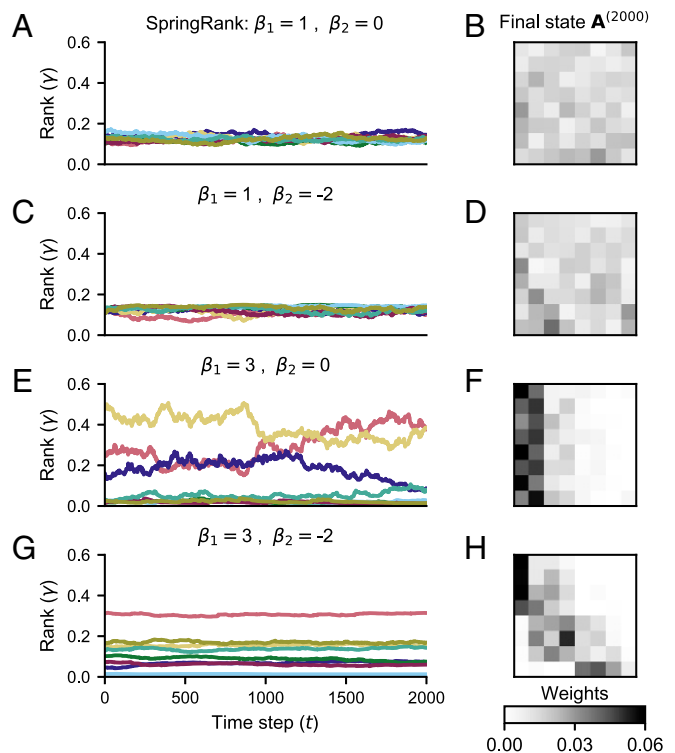 A
SpringRank: β₁ = 1 , β₂ = 0
B
Final state A⁽²⁰⁰⁰⁾
0.6
0.4
0.2
0.0
Rank (γ)
C
β₁ = 1 , β₂ = -2
D
0.6
0.4
0.2
0.0
Rank (γ)
E
β₁ = 3 , β₂ = 0
F
0.6
0.4
0.2
0.0
Rank (γ)
G
β₁ = 3 , β₂ = -2
H
0.6
0.4
0.2
0.0
Rank (γ)
0 500 1000 1500 2000
Time step (t)
Weights
0.00 0.03 0.06